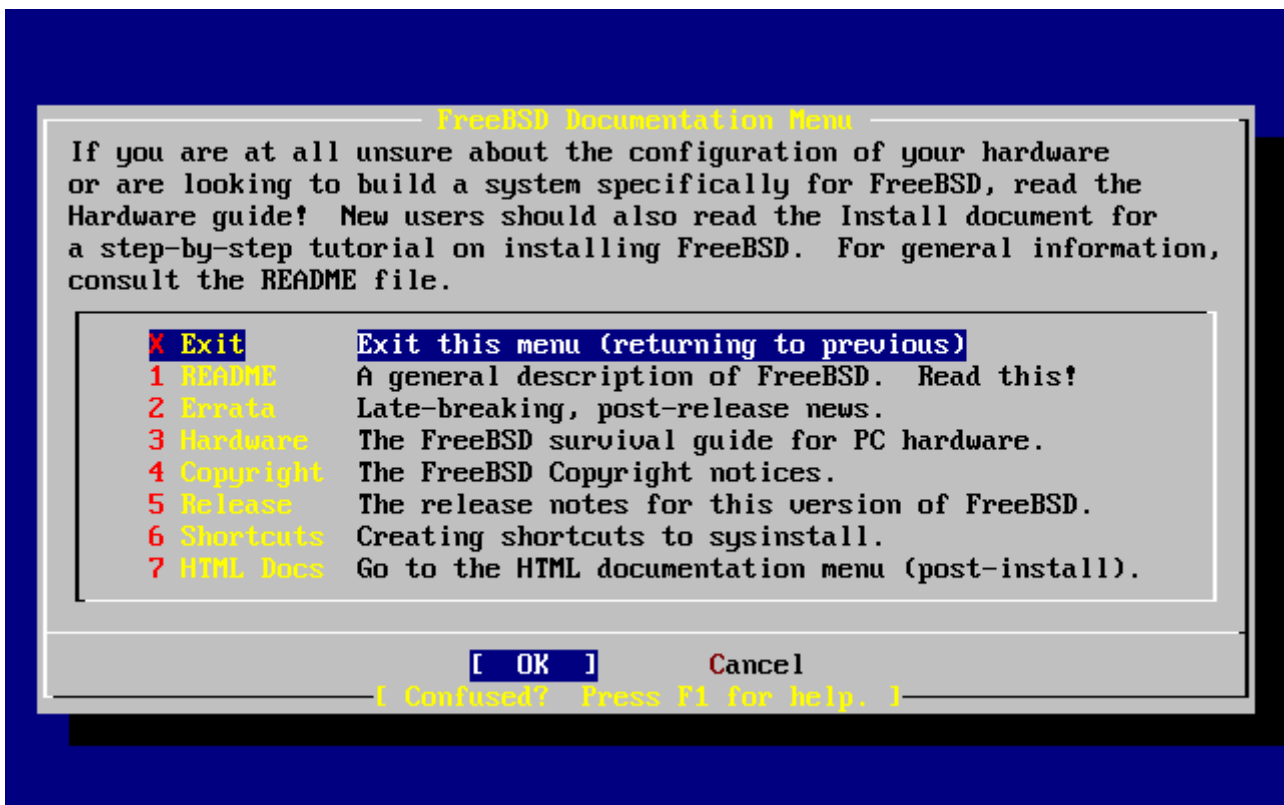 FreeBSD Documentation Menu
If you are at all unsure about the configuration of your hardware
or are looking to build a system specifically for FreeBSD, read the
Hardware guide!  New users should also read the Install document for
a step-by-step tutorial on installing FreeBSD.  For general information,
consult the README file.
X Exit Exit this menu (returning to previous)
1 README A general description of FreeBSD.  Read this!
2 Errata Late-breaking, post-release news.
3 Hardware The FreeBSD survival guide for PC hardware.
4 Copyright The FreeBSD Copyright notices.
5 Release The release notes for this version of FreeBSD.
6 Shortcuts Creating shortcuts to sysinstall.
7 HTML Docs Go to the HTML documentation menu (post-install).
[ OK ] Cancel
[ Confused?  Press F1 for help. ]